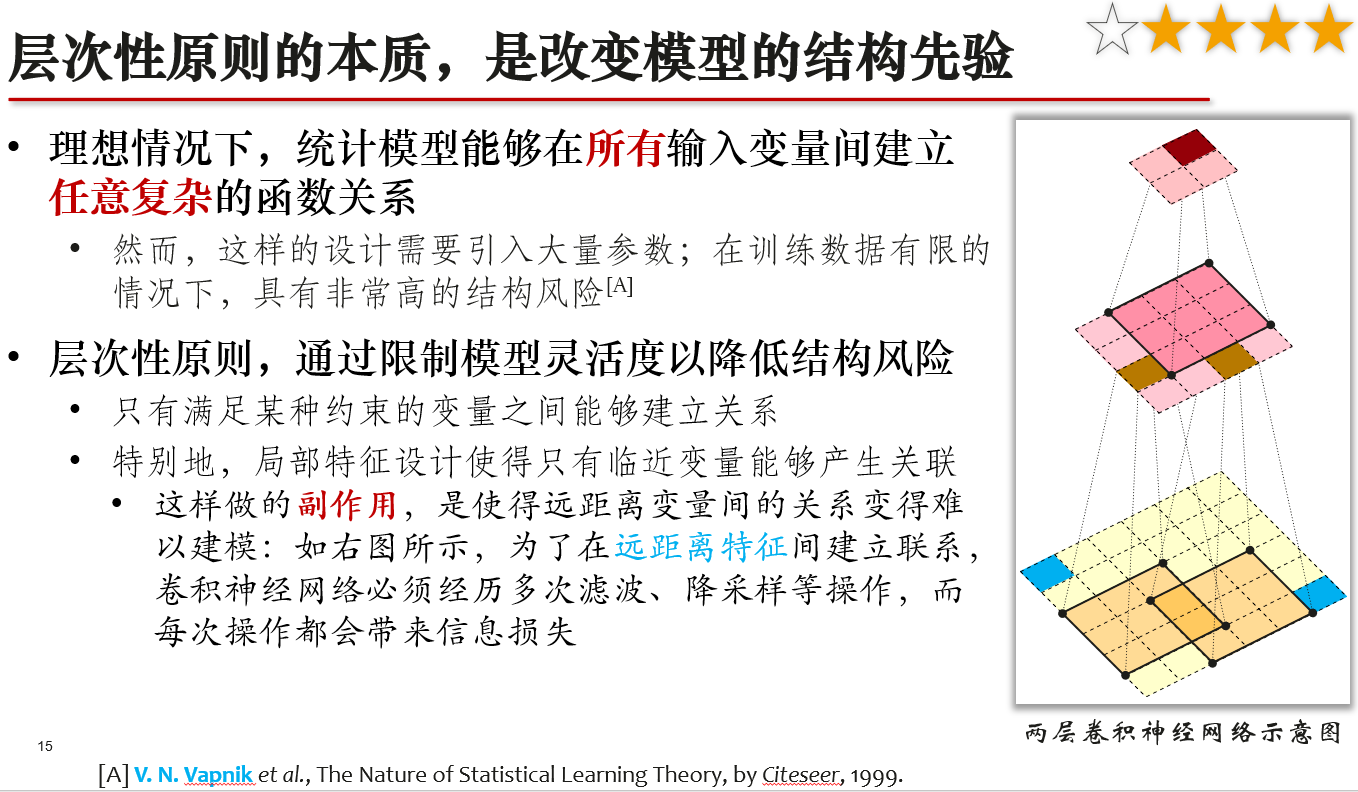 层次性原则的本质，是改变模型的结构先验
• 理想情况下，统计模型能够在所有输入变量间建立
任意复杂的函数关系
• 然而，这样的设计需要引入大量参数；在训练数据有限的
情况下，具有非常高的结构风险[A]
• 层次性原则，通过限制模型灵活度以降低结构风险
• 只有满足某种约束的变量之间能够建立关系
• 特别地，局部特征设计使得只有临近变量能够产生关联
• 这样做的副作用，是使得远距离变量间的关系变得难
以建模：如右图所示，为了在远距离特征间建立联系，
卷积神经网络必须经历多次滤波、降采样等操作，而
每次操作都会带来信息损失
两层卷积神经网络示意图
15
[A] V. N. Vapnik et al., The Nature of Statistical Learning Theory, by Citeseer, 1999.